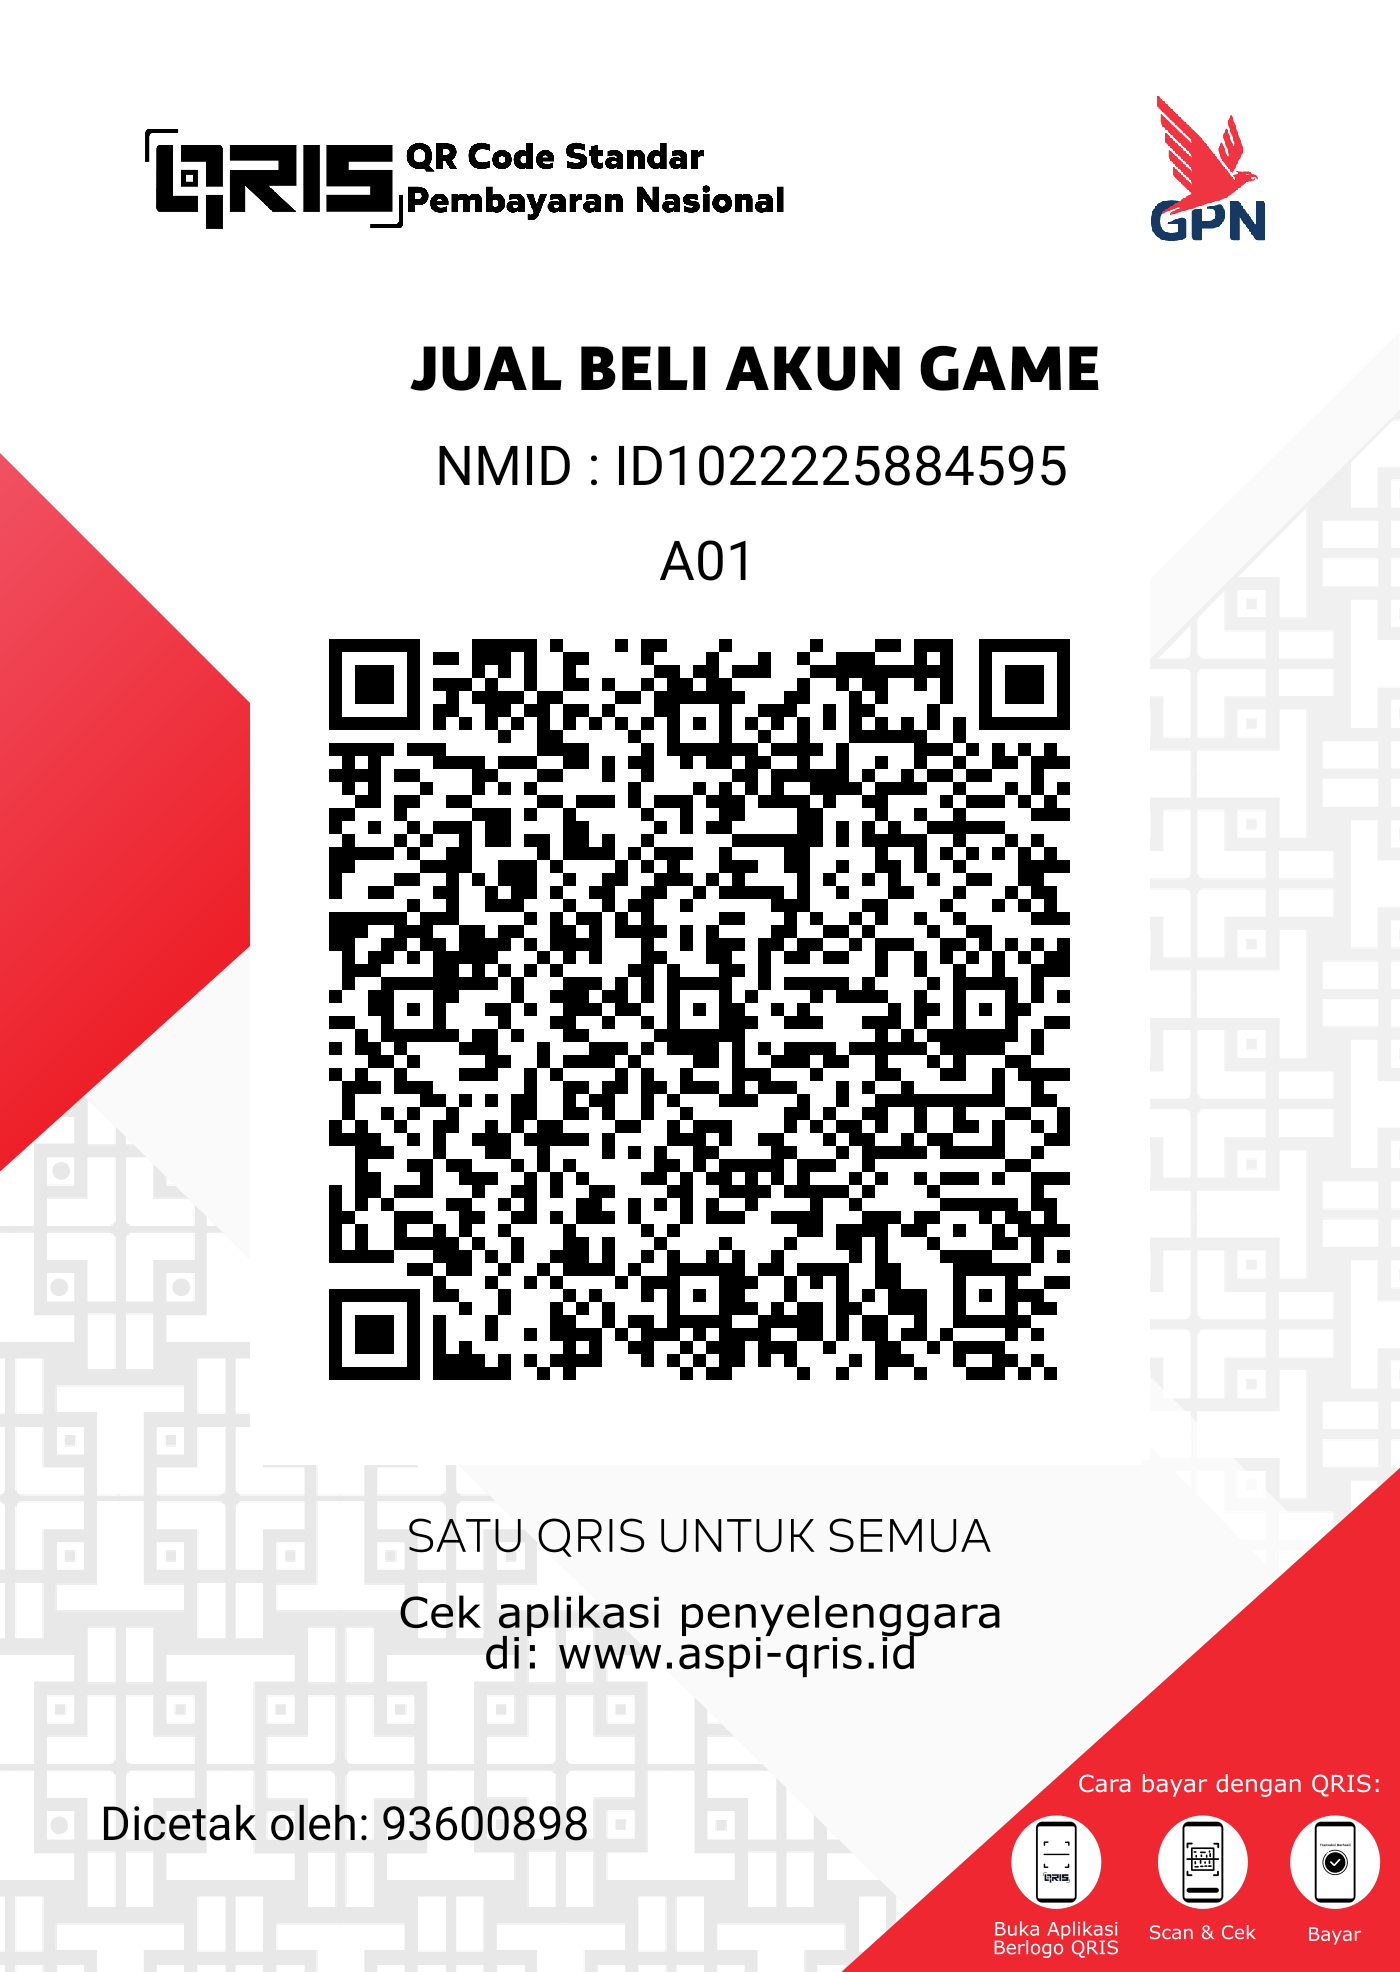 QRIS QR Code Standar
Pembayaran Nasional
GPN
JUAL BELI AKUN GAME
NMID : ID1022225884595
A01
SATU QRIS UNTUK SEMUA
Cek aplikasi penyelenggara
di: www.aspi-qris.id
Dicetak oleh: 93600898
Cara bayar dengan QRIS:
QRIS
Buka Aplikasi
Berlogo QRIS
Scan & Cek
Bayar